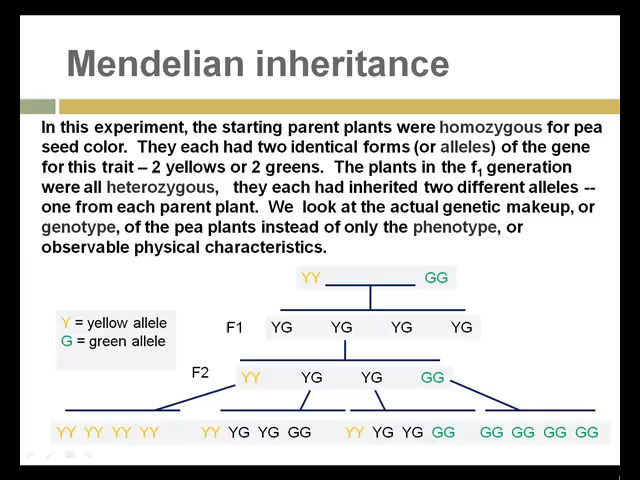 Mendelian inheritance
In this experiment, the starting parent plants were homozygous for pea
seed color. They each had two identical forms (or alleles) of the gene
for this trait – 2 yellows or 2 greens. The plants in the f1 generation
were all heterozygous, they each had inherited two different alleles --
one from each parent plant. We look at the actual genetic makeup, or
genotype, of the pea plants instead of only the phenotype, or
observable physical characteristics.
YY GG
Y = yellow allele
G = green allele
F1 YG YG YG YG
F2 YY YG YG GG
YY YY YY YY YY YG YG GG YY YG YG GG GG GG GG GG